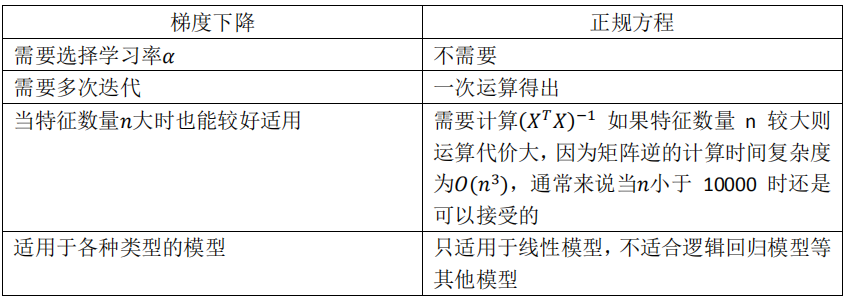 梯度下降 正规方程
需要选择学习率α 不需要
需要多次迭代 一次运算得出
当特征数量n大时也能较好适用 需要计算(XᵀX)⁻¹ 如果特征数量 n 较大则
运算代价大，因为矩阵逆的计算时间复杂度
为O(n³)，通常来说当n小于 10000 时还是
可以接受的
适用于各种类型的模型 只适用于线性模型，不适合逻辑回归模型等
其他模型